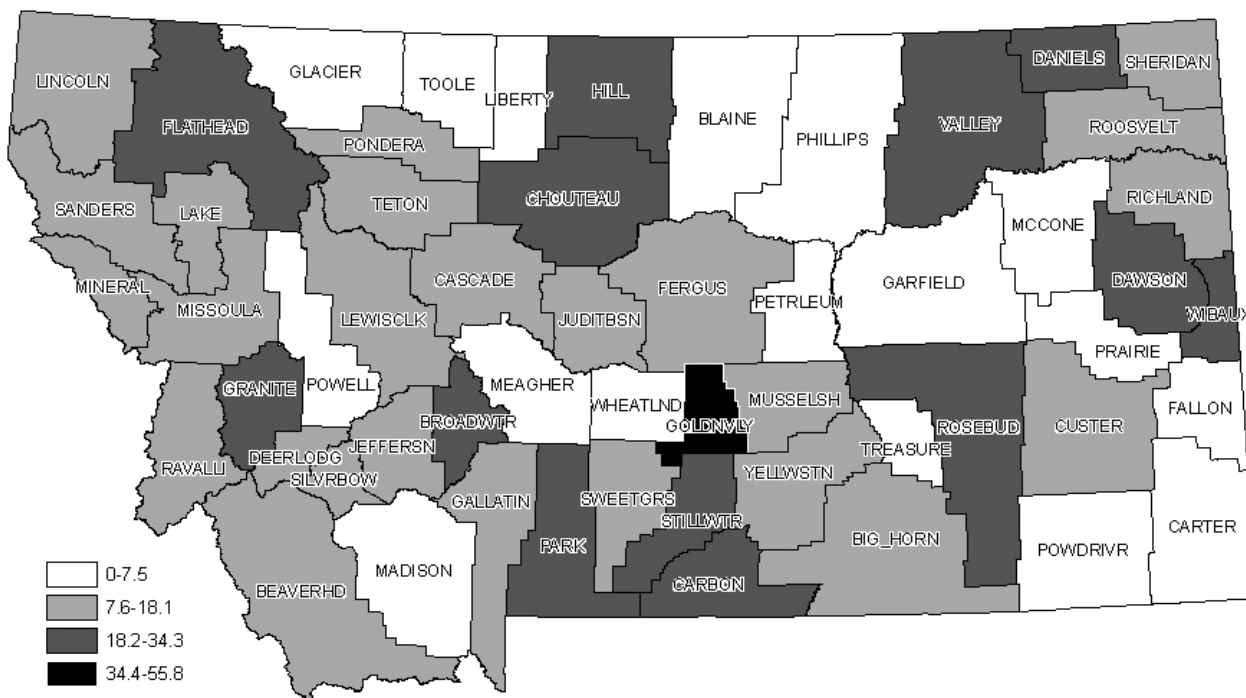 LINCOLN
GLACIER
TOOLE
LIBERTY
HILL
BLAINE
PHILLIPS
VALLEY
DANIELS
SHERIDAN
FLATHEAD
PONDERA
ROOSVELT
SANDERS
LAKE
TETON
CHOUTEAU
MCCONE
RICHLAND
MINERAL
MISSOULA
LEWISCLK
CASCADE
JUDITBSN
FERGUS
PETRLEUM
GARFIELD
DAWSON
WIBAUX
GRANITE
POWELL
MEAGHER
WHEATLND
GOLDNVLY
MUSSELSH
PRAIRIE
BROADWTR
TREASURE
ROSEBUD
CUSTER
FALLON
RAVALLI
DEERLODG
JEFFERSN
SILVRBOW
GALLATIN
SWEETGRS
YELLWSTN
STILLWTR
PARK
BIG_HORN
POWDRIVR
CARTER
BEAVERHD
MADISON
CARBON
0-7.5
7.6-18.1
18.2-34.3
34.4-55.8